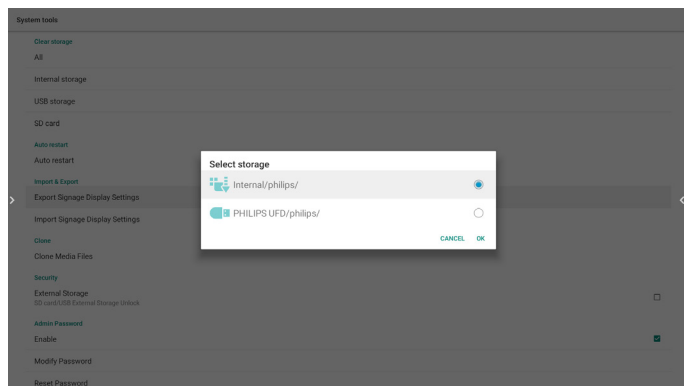 System tools
Clear storage
All
Internal storage
USB storage
SD card
Auto restart
Auto restart
Import & Export
Export Signage Display Settings
Import Signage Display Settings
Clone
Clone Media Files
Security
External Storage
SD card/USB External Storage Unlock
Admin Password
Enable
Modify Password
Reset Password
Select storage
Internal/philips/
PHILIPS UFD/philips/
CANCEL OK